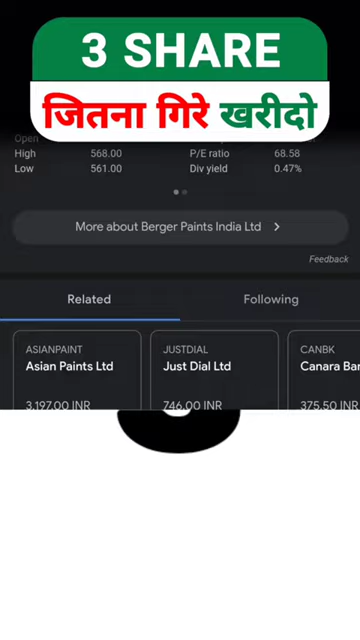 3 SHARE
जितना गिरे खरीदो
Open
High 568.00 P/E ratio 68.58
Low 561.00 Div yield 0.47%
More about Berger Paints India Ltd
Feedback
Related Following
ASIANPAINT JUSTDIAL CANBK
Asian Paints Ltd Just Dial Ltd Canara Ban
3,197.00 INR 746.00 INR 375.50 INR